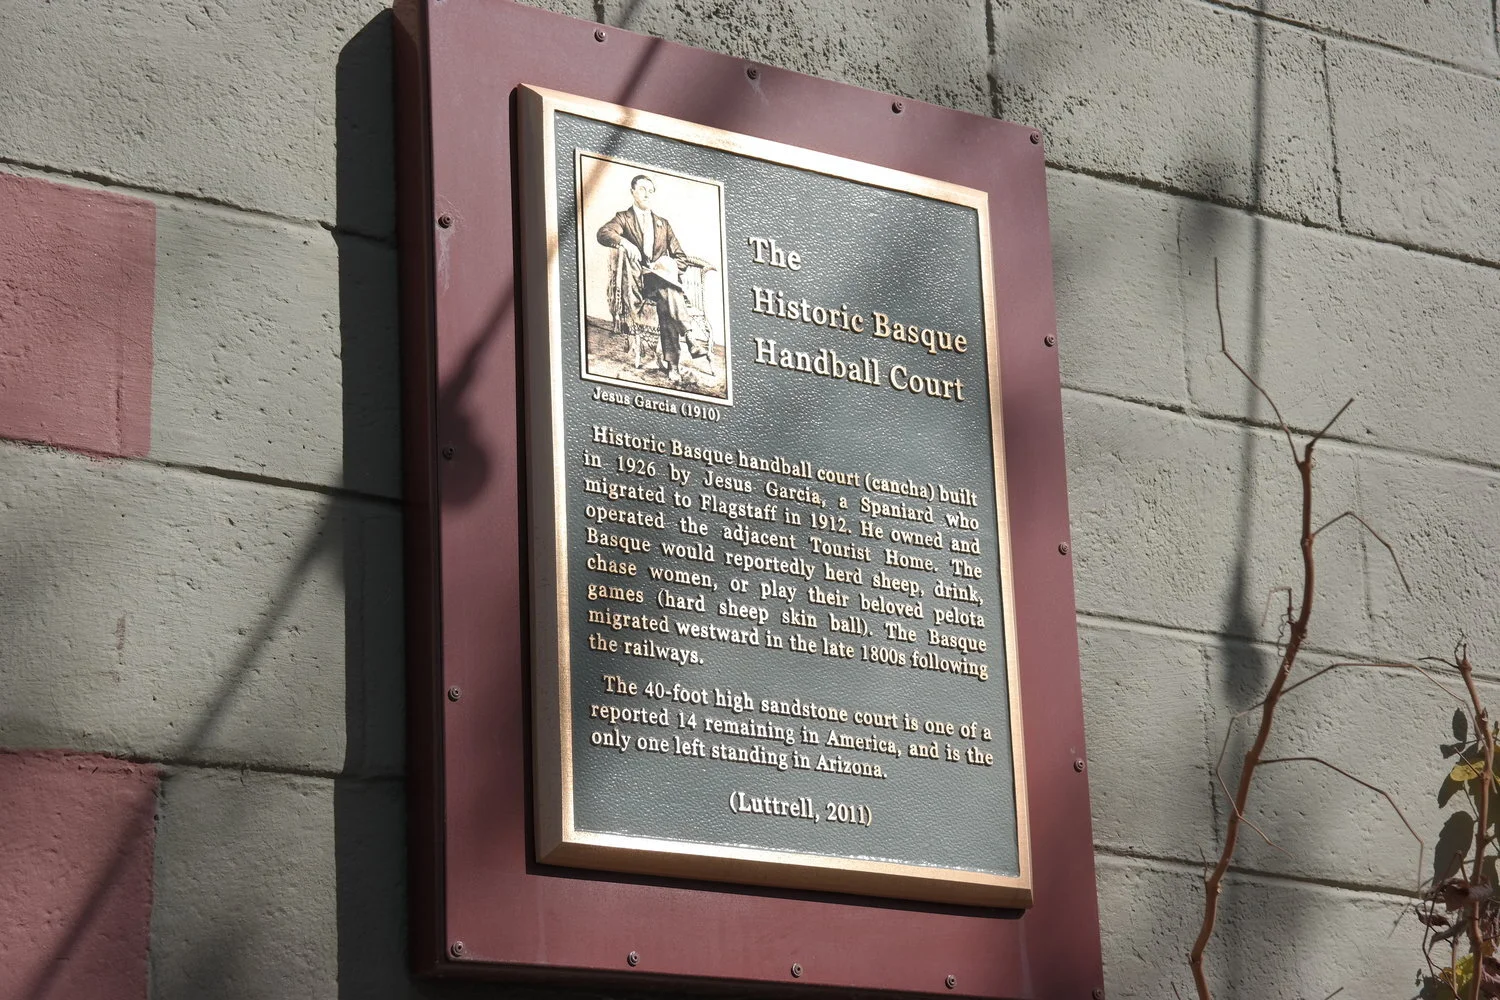 The
Historic Basque
Handball Court
Jesus Garcia (1910)
Historic Basque handball court (cancha) built
in 1926 by Jesus Garcia, a Spaniard who
migrated to Flagstaff in 1912. He owned and
operated the adjacent Tourist Home. The
Basque would reportedly herd sheep, drink,
chase women, or play their beloved pelota
games (hard sheep skin ball). The Basque
migrated westward in the late 1800s following
the railways.
The 40-foot high sandstone court is one of a
reported 14 remaining in America, and is the
only one left standing in Arizona.
(Luttrell, 2011)